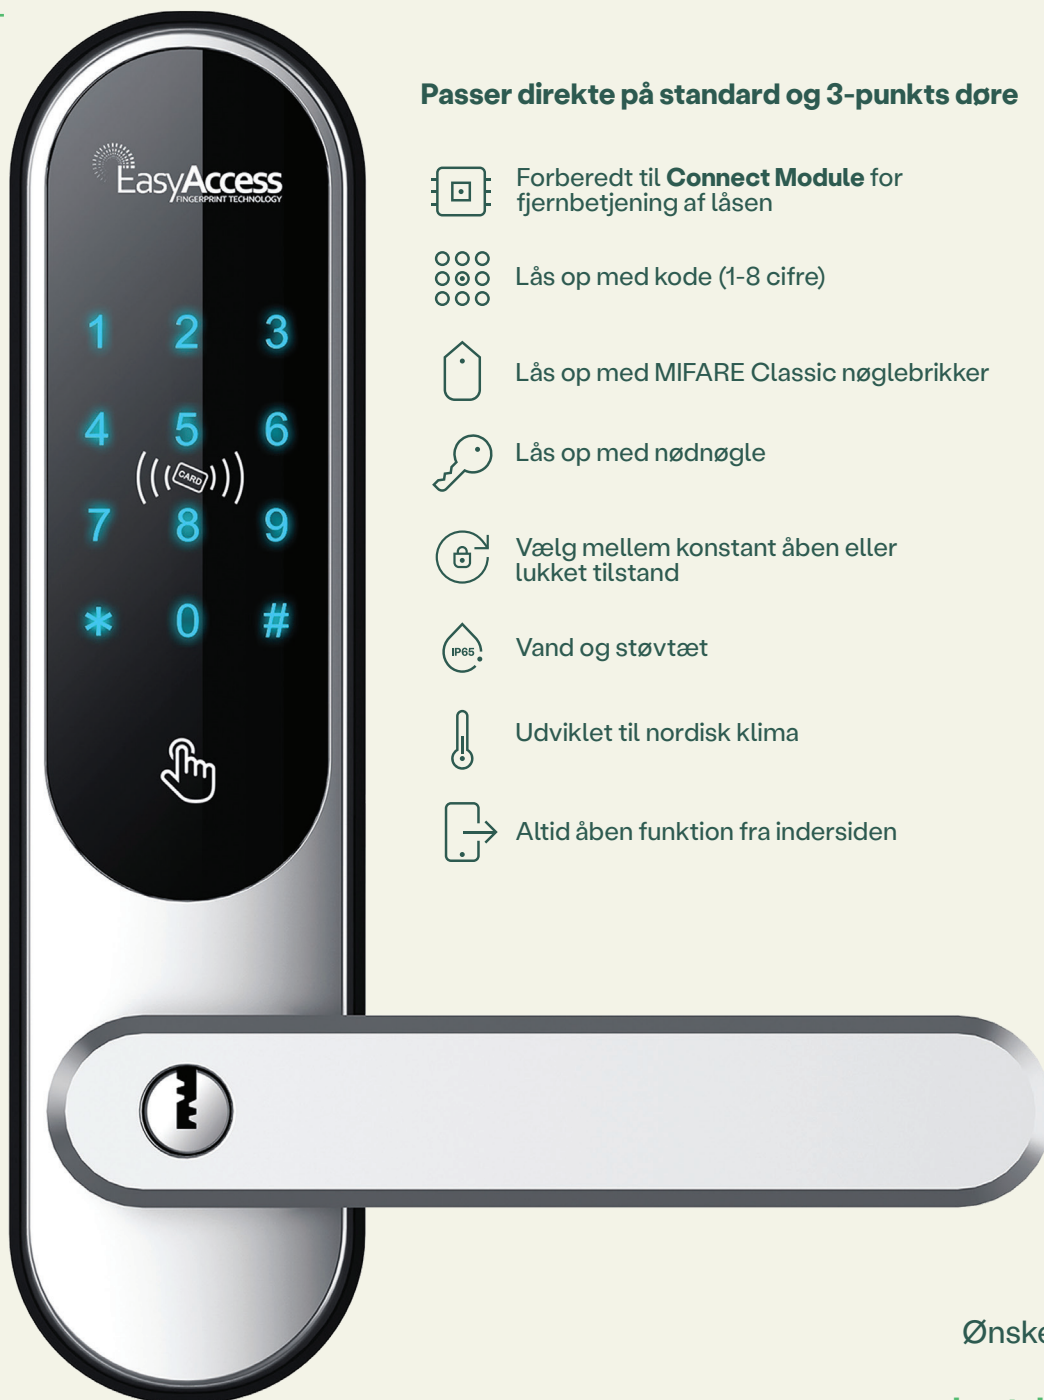 Passer direkte på standard og 3-punkts døre
EasyAccess
FINGERPRINT TECHNOLOGY
Forberedt til Connect Module for
fjernbetjening af låsen
Lås op med kode (1-8 cifre)
1 2 3
Lås op med MIFARE Classic nøglebrikker
4 5 6
CARD
Lås op med nødnøgle
7 8 9
Vælg mellem konstant åben eller
lukket tilstand
* 0 #
IP65
Vand og støvtæt
Udviklet til nordisk klima
Altid åben funktion fra indersiden
Ønske